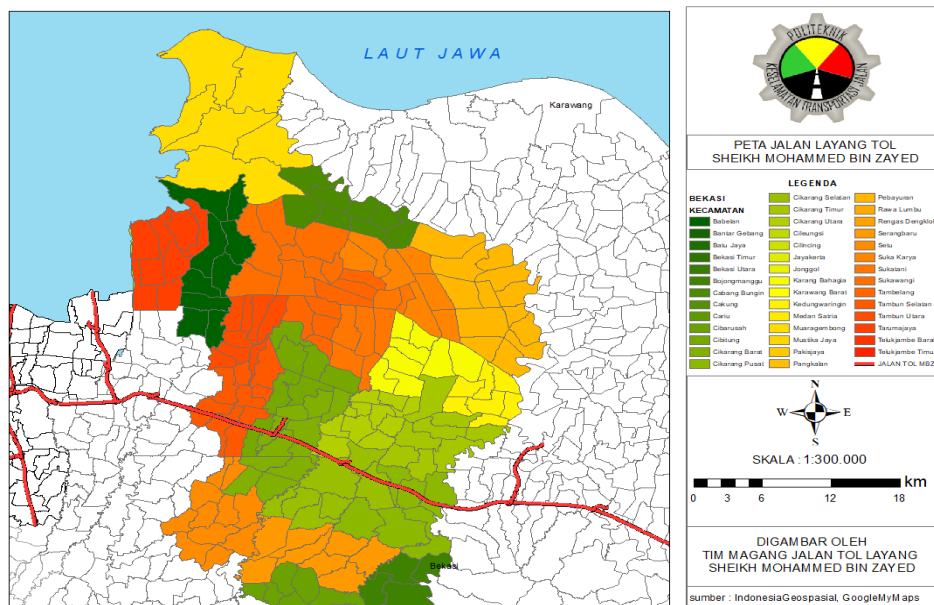 LAUT JAWA
Karawang
Bekasi
POLITEKNIK
KESELAMATAN TRANSPORTASI JALAN
PETA JALAN LAYANG TOL
SHEIKH MOHAMMED BIN ZAYED
LEGENDA
BEKASI
KECAMATAN
Babelan
Bantar Gebang
Batu Jaya
Bekasi Timur
Bekasi Utara
Bojongmanggu
Cabang Bungin
Cakung
Cariu
Cibarusah
Cibitung
Cikarang Barat
Cikarang Pusat
Cikarang Selatan
Cikarang Timur
Cikarang Utara
Cileungsi
Cilincing
Jayakerta
Jonggol
Karang Bahagia
Karawang Barat
Kedungwaringin
Medan Satria
Muaragembong
Mustika Jaya
Pakisjaya
Pangkalan
Pebayuran
Rawa Lumbu
Rengas Dengklok
Serangbaru
Setu
Suka Karya
Sukatani
Sukawangi
Tambelang
Tambun Selatan
Tambun Utara
Tarumajaya
Telukjambe Barat
Telukjambe Timu
JALAN TOL MBZ
N
W E
S
SKALA : 1:300.000
0 3 6 12 18 km
DIGAMBAR OLEH
TIM MAGANG JALAN TOL LAYANG
SHEIKH MOHAMMED BIN ZAYED
sumber : IndonesiaGeospasial, GoogleMyMaps